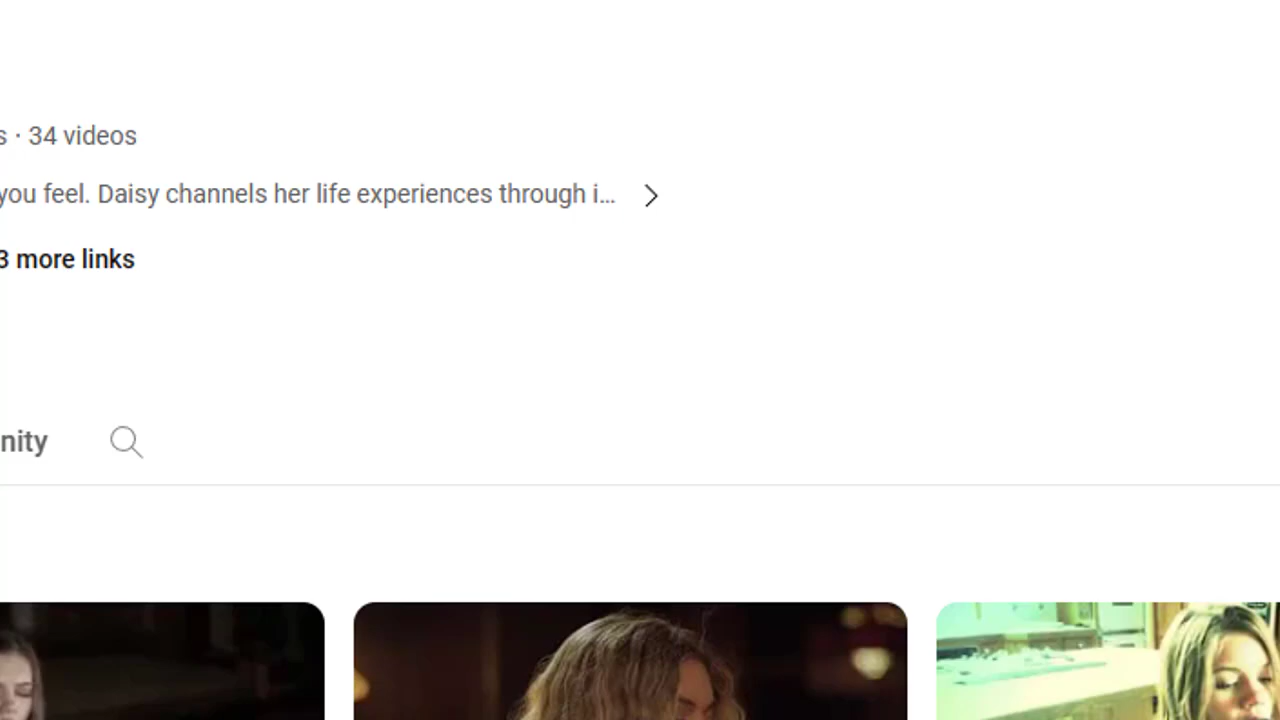 s · 34 videos
you feel. Daisy channels her life experiences through i...
3 more links
nity